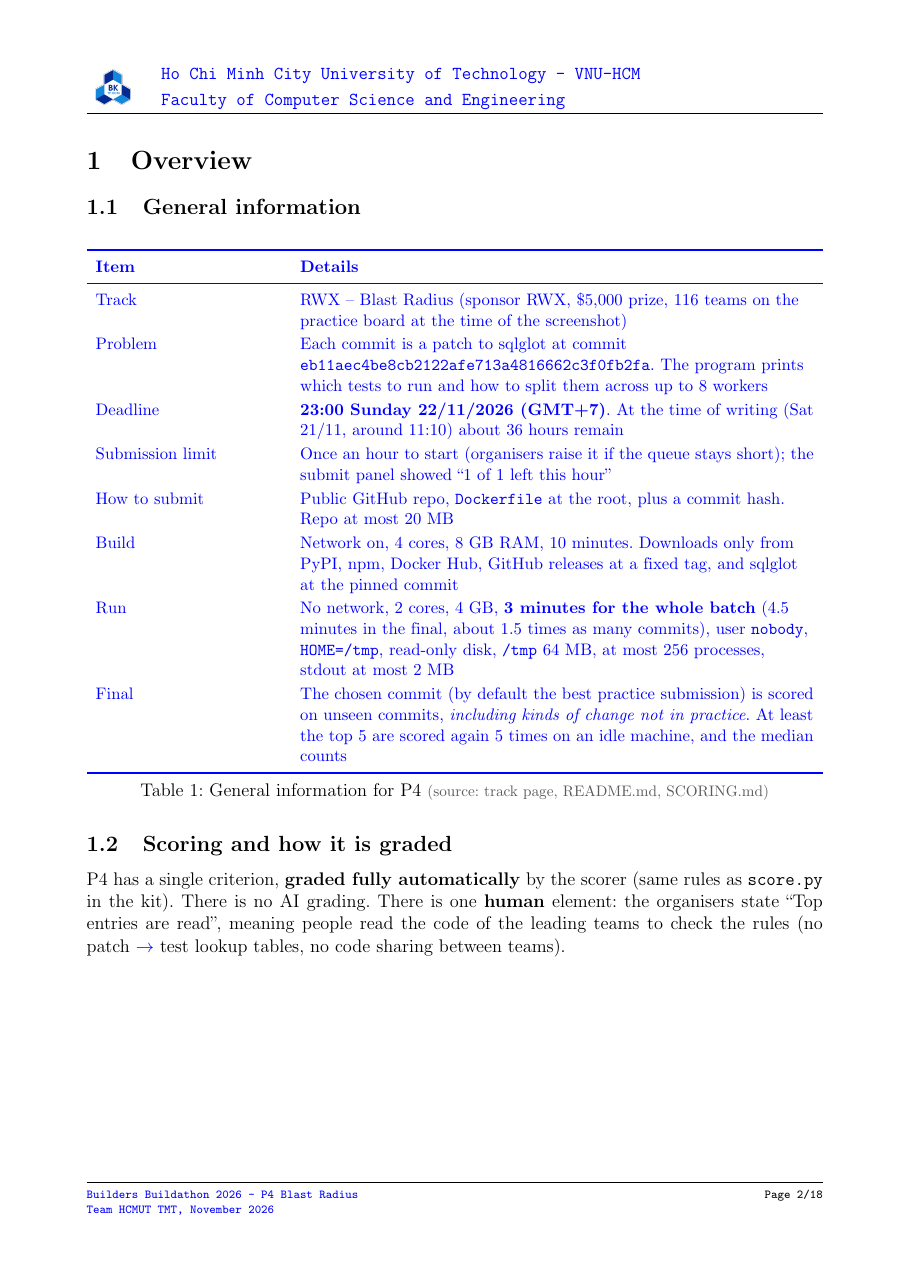 BK
Ho Chi Minh City University of Technology - VNU-HCM
Faculty of Computer Science and Engineering
1 Overview
1.1 General information
Item Details
Track RWX – Blast Radius (sponsor RWX, $5,000 prize, 116 teams on the
practice board at the time of the screenshot)
Problem Each commit is a patch to sqlglot at commit
eb11aec4be8cb2122afe713a4816662c3f0fb2fa. The program prints
which tests to run and how to split them across up to 8 workers
Deadline 23:00 Sunday 22/11/2026 (GMT+7). At the time of writing (Sat
21/11, around 11:10) about 36 hours remain
Submission limit Once an hour to start (organisers raise it if the queue stays short); the
submit panel showed “1 of 1 left this hour”
How to submit Public GitHub repo, Dockerfile at the root, plus a commit hash.
Repo at most 20 MB
Build Network on, 4 cores, 8 GB RAM, 10 minutes. Downloads only from
PyPI, npm, Docker Hub, GitHub releases at a fixed tag, and sqlglot
at the pinned commit
Run No network, 2 cores, 4 GB, 3 minutes for the whole batch (4.5
minutes in the final, about 1.5 times as many commits), user nobody,
HOME=/tmp, read-only disk, /tmp 64 MB, at most 256 processes,
stdout at most 2 MB
Final The chosen commit (by default the best practice submission) is scored
on unseen commits, including kinds of change not in practice. At least
the top 5 are scored again 5 times on an idle machine, and the median
counts
Table 1: General information for P4 (source: track page, README.md, SCORING.md)
1.2 Scoring and how it is graded
P4 has a single criterion, graded fully automatically by the scorer (same rules as score.py
in the kit). There is no AI grading. There is one human element: the organisers state “Top
entries are read”, meaning people read the code of the leading teams to check the rules (no
patch → test lookup tables, no code sharing between teams).
Builders Buildathon 2026 - P4 Blast Radius Page 2/18
Team HCMUT TMT, November 2026